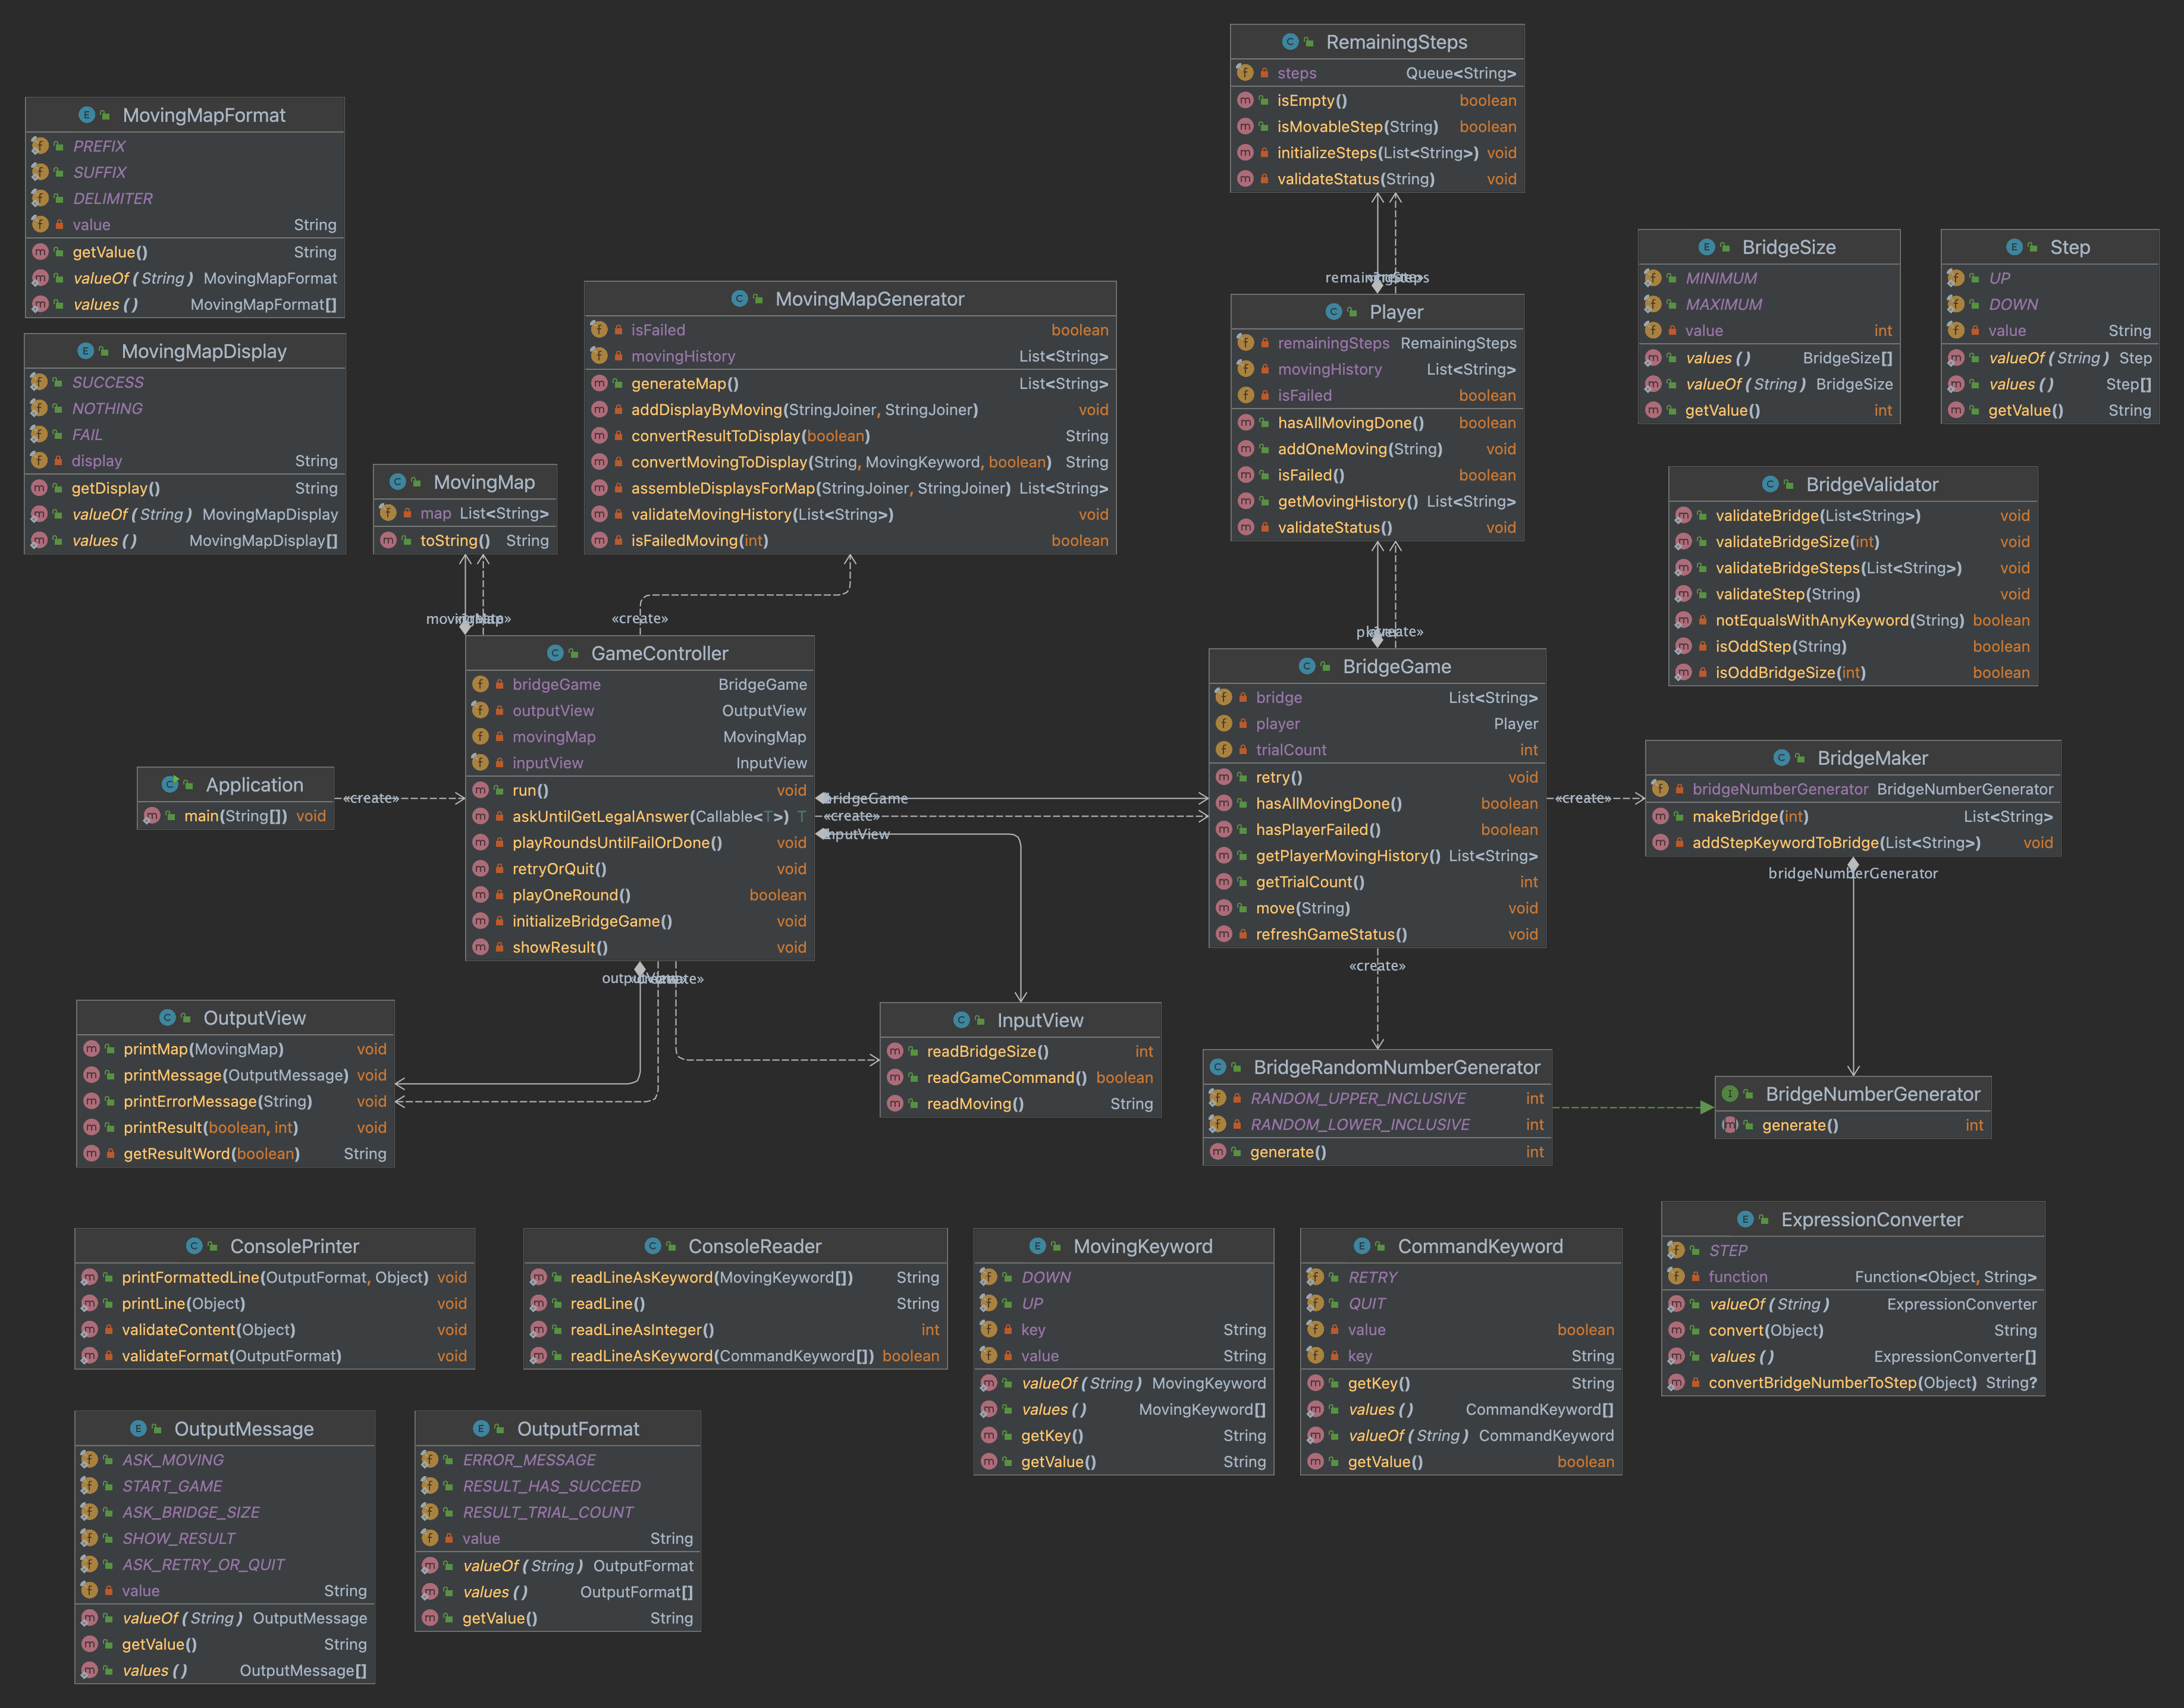 RemainingSteps
steps Queue<String>
isEmpty() boolean
isMovableStep(String) boolean
initializeSteps(List<String>) void
validateStatus(String) void
MovingMapFormat
PREFIX
SUFFIX
DELIMITER
value String
getValue() String
valueOf(String) MovingMapFormat
values() MovingMapFormat[]
MovingMapDisplay
SUCCESS
NOTHING
FAIL
display String
getDisplay() String
valueOf(String) MovingMapDisplay
values() MovingMapDisplay[]
MovingMap
map List<String>
toString() String
MovingMapGenerator
isFailed boolean
movingHistory List<String>
generateMap() List<String>
addDisplayByMoving(StringJoiner, StringJoiner) void
convertResultToDisplay(boolean) String
convertMovingToDisplay(String, MovingKeyword, boolean) String
assembleDisplaysForMap(StringJoiner, StringJoiner) List<String>
validateMovingHistory(List<String>) void
isFailedMoving(int) boolean
remainingSteps
Player
remainingSteps RemainingSteps
movingHistory List<String>
isFailed boolean
hasAllMovingDone() boolean
addOneMoving(String) void
isFailed() boolean
getMovingHistory() List<String>
validateStatus() void
BridgeSize
MINIMUM
MAXIMUM
value int
values() BridgeSize[]
valueOf(String) BridgeSize
getValue() int
Step
UP
DOWN
value String
valueOf(String) Step
values() Step[]
getValue() String
BridgeValidator
validateBridge(List<String>) void
validateBridgeSize(int) void
validateBridgeSteps(List<String>) void
validateStep(String) void
notEqualsWithAnyKeyword(String) boolean
isOddStep(String) boolean
isOddBridgeSize(int) boolean
movingMap
«create»
player «create»
GameController
bridgeGame BridgeGame
outputView OutputView
movingMap MovingMap
inputView InputView
run() void
askUntilGetLegalAnswer(Callable<T>) T
playRoundsUntilFailOrDone() void
retryOrQuit() void
playOneRound() boolean
initializeBridgeGame() void
showResult() void
Application
main(String[]) void
«create»
bridgeGame
«create»
inputView
BridgeGame
bridge List<String>
player Player
trialCount int
retry() void
hasAllMovingDone() boolean
hasPlayerFailed() boolean
getPlayerMovingHistory() List<String>
getTrialCount() int
move(String) void
refreshGameStatus() void
«create»
BridgeMaker
bridgeNumberGenerator BridgeNumberGenerator
makeBridge(int) List<String>
addStepKeywordToBridge(List<String>) void
bridgeNumberGenerator
outputView «create»
«create»
OutputView
printMap(MovingMap) void
printMessage(OutputMessage) void
printErrorMessage(String) void
printResult(boolean, int) void
getResultWord(boolean) String
InputView
readBridgeSize() int
readGameCommand() boolean
readMoving() String
BridgeRandomNumberGenerator
RANDOM_UPPER_INCLUSIVE int
RANDOM_LOWER_INCLUSIVE int
generate() int
BridgeNumberGenerator
generate() int
ConsolePrinter
printFormattedLine(OutputFormat, Object) void
printLine(Object) void
validateContent(Object) void
validateFormat(OutputFormat) void
ConsoleReader
readLineAsKeyword(MovingKeyword[]) String
readLine() String
readLineAsInteger() int
readLineAsKeyword(CommandKeyword[]) boolean
MovingKeyword
DOWN
UP
key String
value String
valueOf(String) MovingKeyword
values() MovingKeyword[]
getKey() String
getValue() String
CommandKeyword
RETRY
QUIT
value boolean
key String
getKey() String
values() CommandKeyword[]
valueOf(String) CommandKeyword
getValue() boolean
ExpressionConverter
STEP
function Function<Object, String>
valueOf(String) ExpressionConverter
convert(Object) String
values() ExpressionConverter[]
convertBridgeNumberToStep(Object) String?
OutputMessage
ASK_MOVING
START_GAME
ASK_BRIDGE_SIZE
SHOW_RESULT
ASK_RETRY_OR_QUIT
value String
valueOf(String) OutputMessage
getValue() String
values() OutputMessage[]
OutputFormat
ERROR_MESSAGE
RESULT_HAS_SUCCEED
RESULT_TRIAL_COUNT
value String
valueOf(String) OutputFormat
values() OutputFormat[]
getValue() String